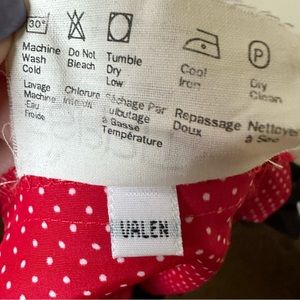 30°
P
Machine
Wash
Cold
Do Not
Bleach
Tumble
Dry
Low
Cool
Iron
Dry
Clean
Lavage
Machine
Eau
Froide
Chlorure
Interdit
Séchage Par
Culbutage
à Basse
Température
Repassage
Doux
Nettoyer
à Sec
VALEN